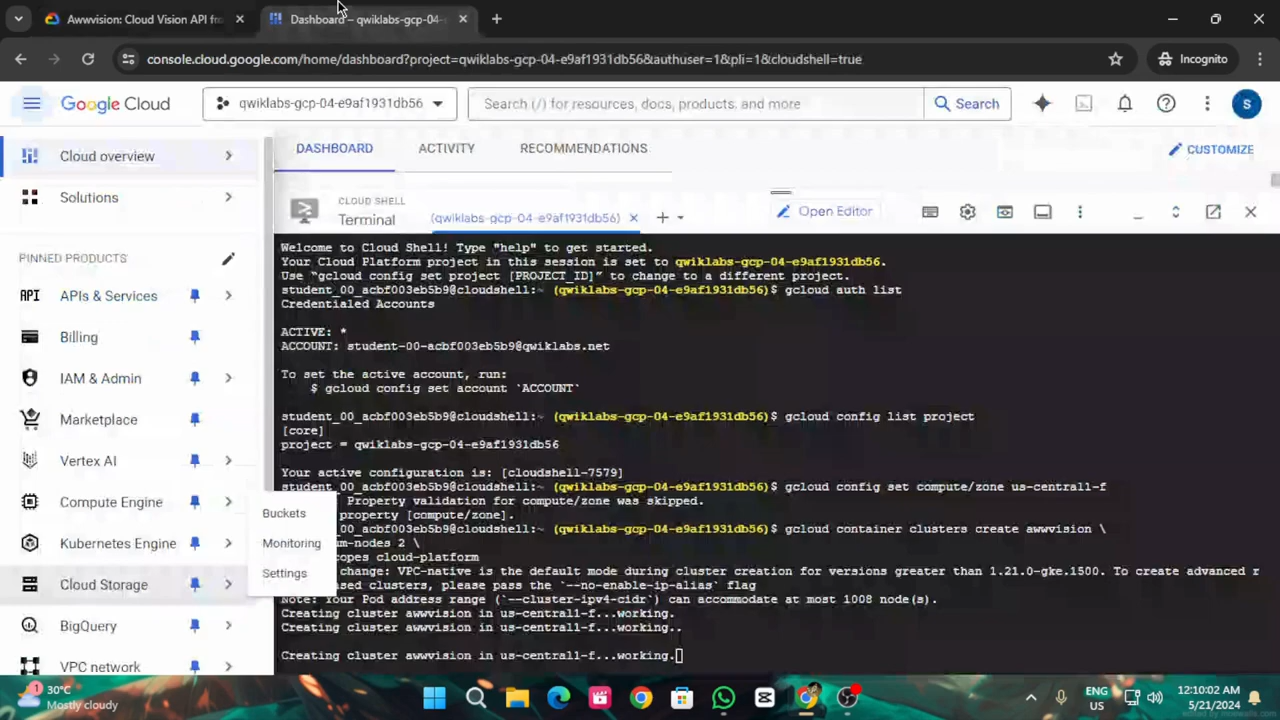 Awwvision: Cloud Vision API fro
Dashboard – qwiklabs-gcp-04-
console.cloud.google.com/home/dashboard?project=qwiklabs-gcp-04-e9af1931db56&authuser=1&pli=1&cloudshell=true
Incognito
Google Cloud
qwiklabs-gcp-04-e9af1931db56
Search (/) for resources, docs, products, and more
Search
S
Cloud overview
Solutions
PINNED PRODUCTS
API APIs & Services
Billing
IAM & Admin
Marketplace
Vertex AI
Compute Engine
Kubernetes Engine
Cloud Storage
BigQuery
VPC network
Buckets
Monitoring
Settings
DASHBOARD
ACTIVITY
RECOMMENDATIONS
CUSTOMIZE
CLOUD SHELL
Terminal
(qwiklabs-gcp-04-e9af1931db56)
Open Editor
Welcome to Cloud Shell! Type "help" to get started.
Your Cloud Platform project in this session is set to qwiklabs-gcp-04-e9af1931db56.
Use “gcloud config set project [PROJECT_ID]” to change to a different project.
student_00_acbf003eb5b9@cloudshell:~ (qwiklabs-gcp-04-e9af1931db56)$ gcloud auth list
Credentialed Accounts
ACTIVE: *
ACCOUNT: student-00-acbf003eb5b9@qwiklabs.net
To set the active account, run:
$ gcloud config set account `ACCOUNT`
student_00_acbf003eb5b9@cloudshell:~ (qwiklabs-gcp-04-e9af1931db56)$ gcloud config list project
[core]
project = qwiklabs-gcp-04-e9af1931db56
Your active configuration is: [cloudshell-7579]
student_00_acbf003eb5b9@cloudshell:~ (qwiklabs-gcp-04-e9af1931db56)$ gcloud config set compute/zone us-central1-f
Property validation for compute/zone was skipped.
property [compute/zone].
_00_acbf003eb5b9@cloudshell:~ (qwiklabs-gcp-04-e9af1931db56)$ gcloud container clusters create awwvision \
um-nodes 2 \
opes cloud-platform
change: VPC-native is the default mode during cluster creation for versions greater than 1.21.0-gke.1500. To create advanced r
ased clusters, please pass the `--no-enable-ip-alias` flag
Note: Your Pod address range (`--cluster-ipv4-cidr`) can accommodate at most 1008 node(s).
Creating cluster awwvision in us-central1-f...working.
Creating cluster awwvision in us-central1-f...working..
Creating cluster awwvision in us-central1-f...working.
1
30°C
Mostly cloudy
ENG
US
12:10:02 AM
5/21/2024